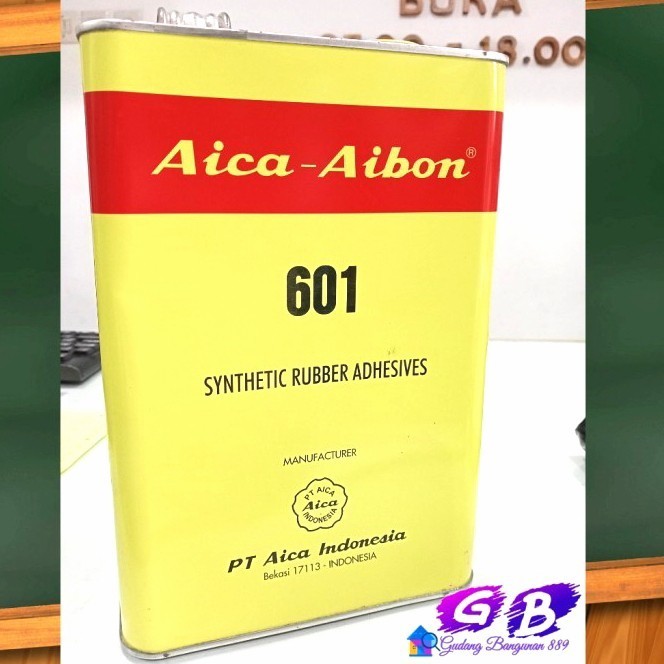 BUKA
Aica-Aibon®
601
SYNTHETIC RUBBER ADHESIVES
MANUFACTURER
PT AICA
Aica
INDONESIA
PT Aica Indonesia
Bekasi 17113 - INDONESIA
GB
Gudang Bangunan 889